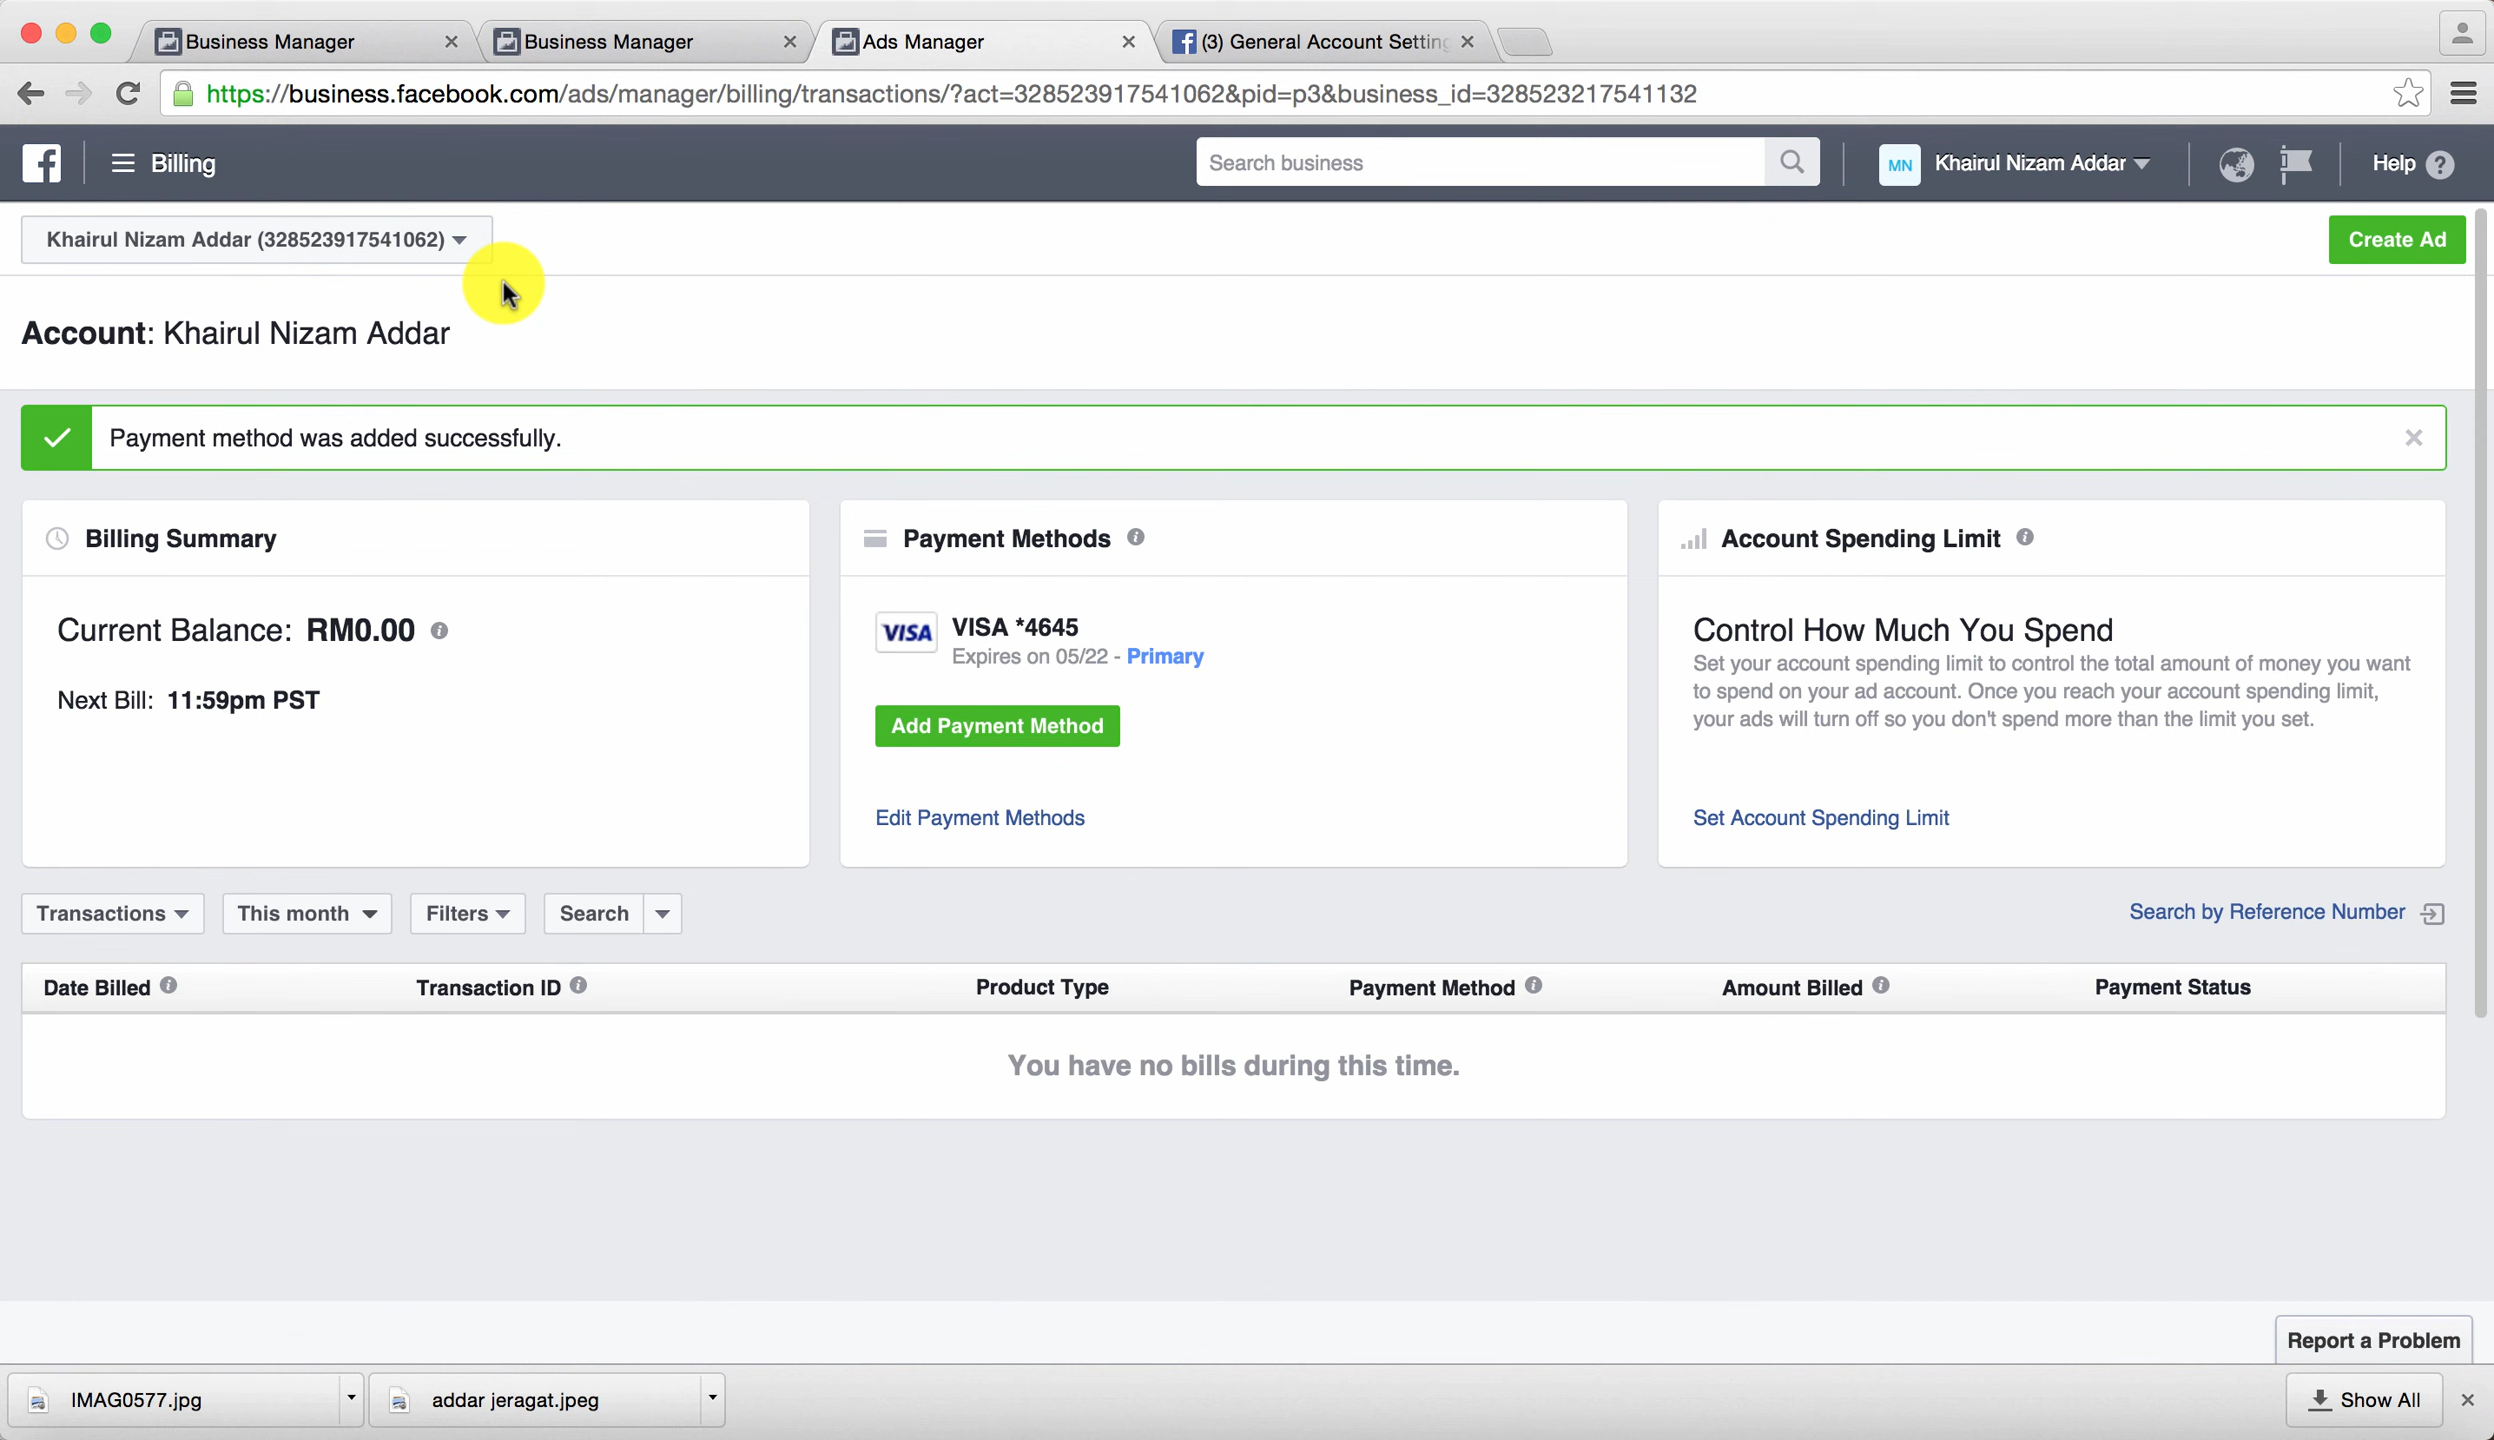 Business Manager
Business Manager
Ads Manager
(3) General Account Setting
https://business.facebook.com/ads/manager/billing/transactions/?act=328523917541062&pid=p3&business_id=328523217541132
Billing
Search business
MN
Khairul Nizam Addar
Help ?
Khairul Nizam Addar (328523917541062)
Create Ad
Account: Khairul Nizam Addar
Payment method was added successfully.
Billing Summary
Current Balance: RM0.00
Next Bill: 11:59pm PST
Payment Methods
VISA
VISA *4645
Expires on 05/22 - Primary
Add Payment Method
Edit Payment Methods
Account Spending Limit
Control How Much You Spend
Set your account spending limit to control the total amount of money you want
to spend on your ad account. Once you reach your account spending limit,
your ads will turn off so you don't spend more than the limit you set.
Set Account Spending Limit
Transactions
This month
Filters
Search
Search by Reference Number
Date Billed
Transaction ID
Product Type
Payment Method
Amount Billed
Payment Status
You have no bills during this time.
Report a Problem
IMAG0577.jpg
addar jeragat.jpeg
Show All